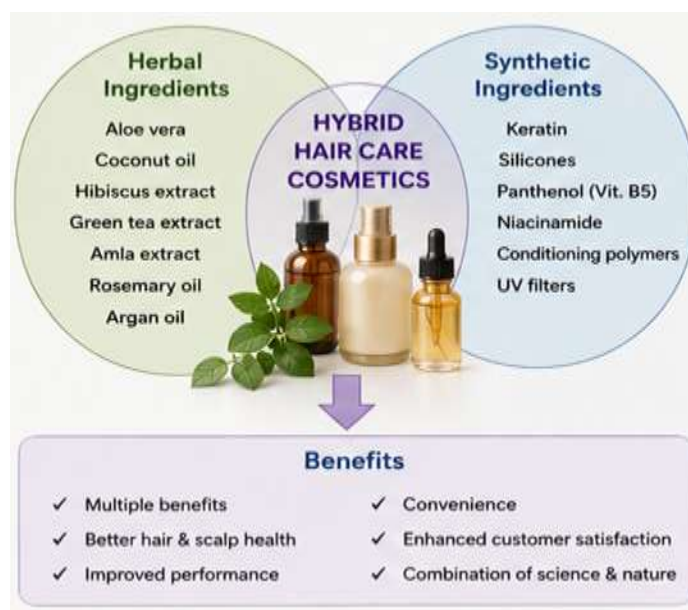 Herbal
Ingredients
Aloe vera
Coconut oil
Hibiscus extract
Green tea extract
Amla extract
Rosemary oil
Argan oil
HYBRID
HAIR CARE
COSMETICS
Synthetic
Ingredients
Keratin
Silicones
Panthenol (Vit. B5)
Niacinamide
Conditioning polymers
UV filters
Benefits
✓ Multiple benefits
✓ Better hair & scalp health
✓ Improved performance
✓ Convenience
✓ Enhanced customer satisfaction
✓ Combination of science & nature